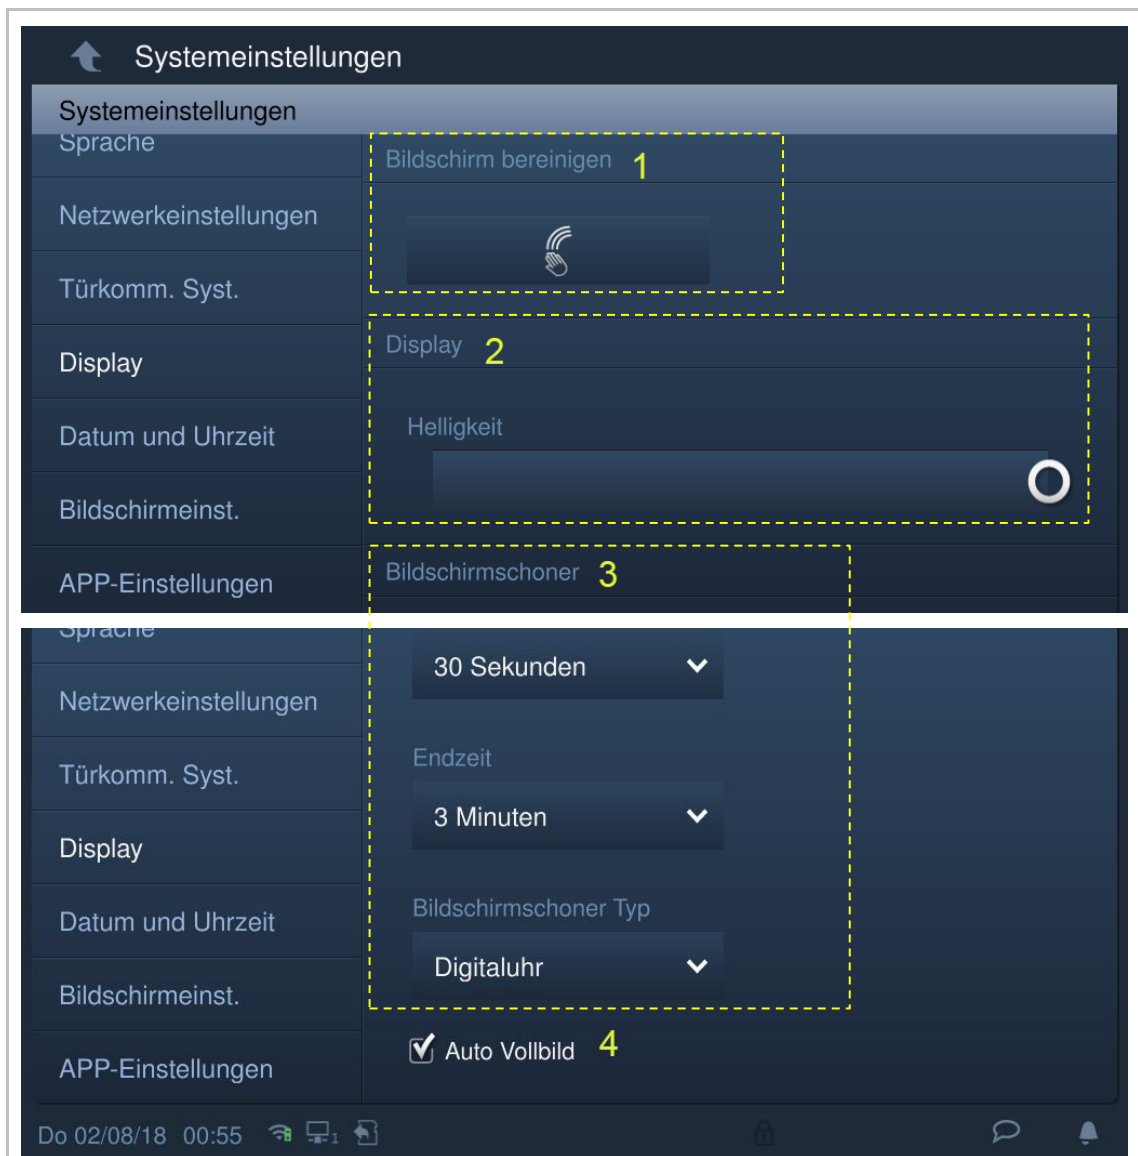 Systemeinstellungen
Systemeinstellungen
Sprache
Netzwerkeinstellungen
Türkomm. Syst.
Display
Datum und Uhrzeit
Bildschirmeinst.
APP-Einstellungen
Bildschirm bereinigen 1
Display 2
Helligkeit
Bildschirmschoner 3
Sprache
Netzwerkeinstellungen
Türkomm. Syst.
Display
Datum und Uhrzeit
Bildschirmeinst.
APP-Einstellungen
30 Sekunden
Endzeit
3 Minuten
Bildschirmschoner Typ
Digitaluhr
Auto Vollbild 4
Do 02/08/18 00:55 1